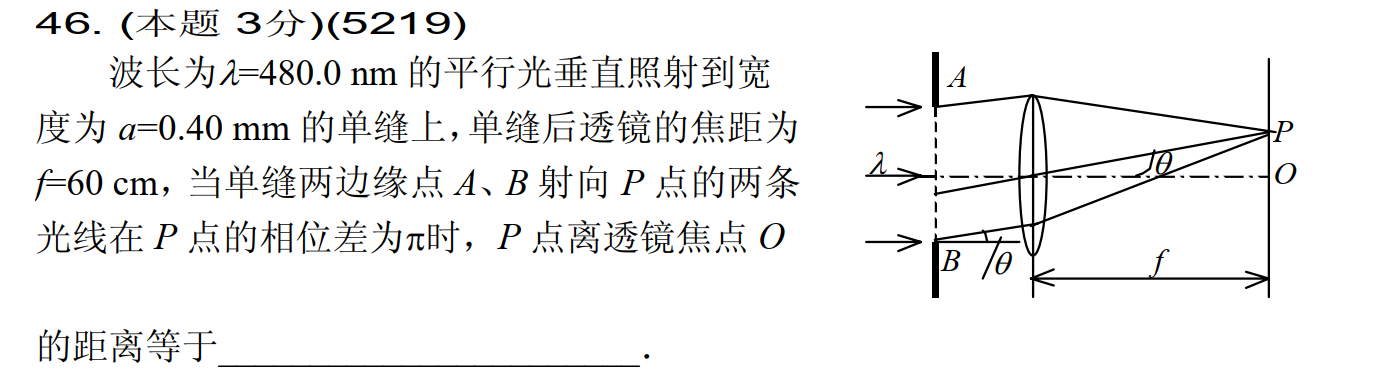 46. (本题 3分)(5219)
波长为λ=480.0 nm 的平行光垂直照射到宽
度为 a=0.40 mm 的单缝上，单缝后透镜的焦距为
f=60 cm，当单缝两边缘点 A、B 射向 P 点的两条
光线在 P 点的相位差为π时，P 点离透镜焦点 O
的距离等于_______________________．
A
P
λ
θ
O
B
θ
f